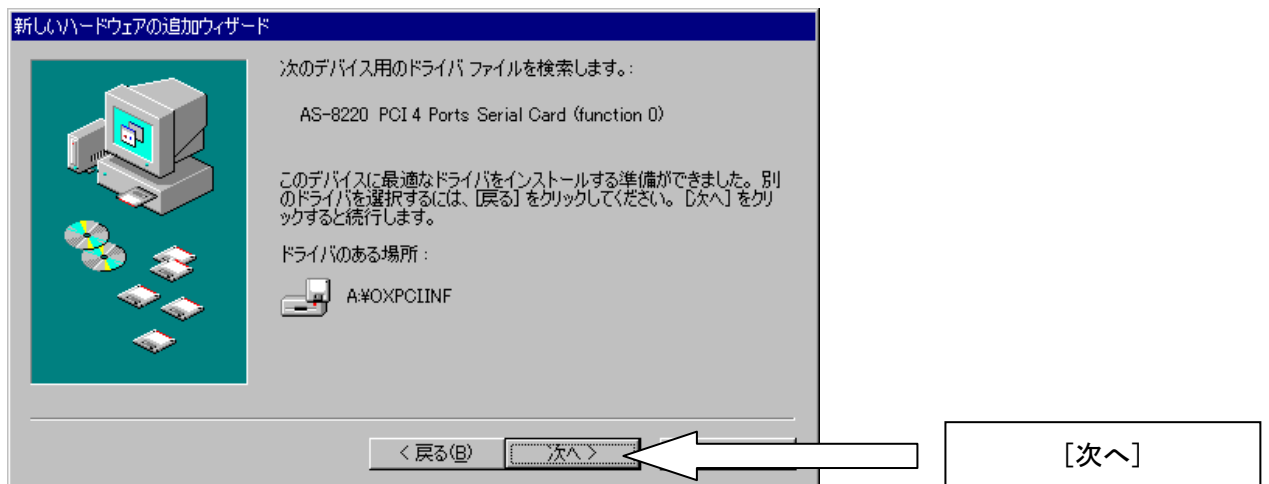 新しいハードウェアの追加ウィザード
次のデバイス用のドライバ ファイルを検索します。:
AS-8220 PCI 4 Ports Serial Card (function 0)
このデバイスに最適なドライバをインストールする準備ができました。別
のドライバを選択するには、[戻る] をクリックしてください。[次へ] をクリ
ックすると続行します。
ドライバのある場所 :
A:¥OXPCIINF
< 戻る(B)
次へ >
[次へ]